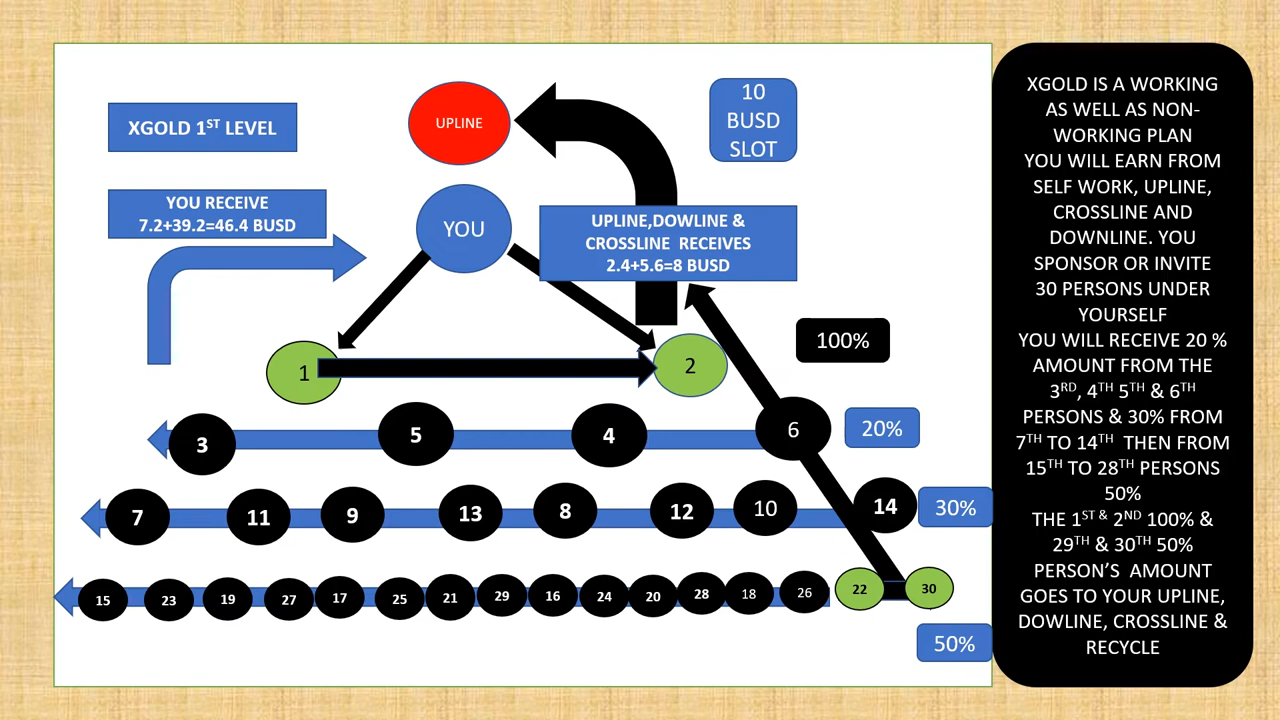 XGOLD 1ST LEVEL
UPLINE
10
BUSD
SLOT
YOU RECEIVE
7.2+39.2=46.4 BUSD
YOU
UPLINE,DOWLINE &
CROSSLINE RECEIVES
2.4+5.6=8 BUSD
100%
1
2
3
5
4
6
20%
7
11
9
13
8
12
10
14
30%
15
23
19
27
17
25
21
29
16
24
20
28
18
26
22
30
50%
XGOLD IS A WORKING
AS WELL AS NON-
WORKING PLAN
YOU WILL EARN FROM
SELF WORK, UPLINE,
CROSSLINE AND
DOWNLINE. YOU
SPONSOR OR INVITE
30 PERSONS UNDER
YOURSELF
YOU WILL RECEIVE 20 %
AMOUNT FROM THE
3RD, 4TH 5TH & 6TH
PERSONS & 30% FROM
7TH TO 14TH THEN FROM
15TH TO 28TH PERSONS
50%
THE 1ST & 2ND 100% &
29TH & 30TH 50%
PERSON'S AMOUNT
GOES TO YOUR UPLINE,
DOWLINE, CROSSLINE &
RECYCLE